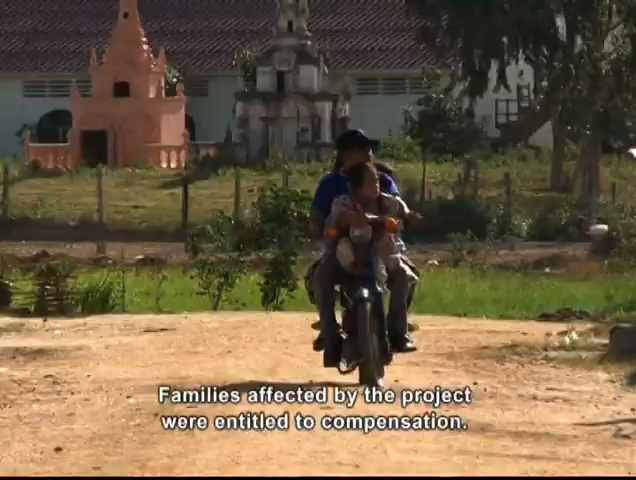 Families affected by the project
were entitled to compensation.